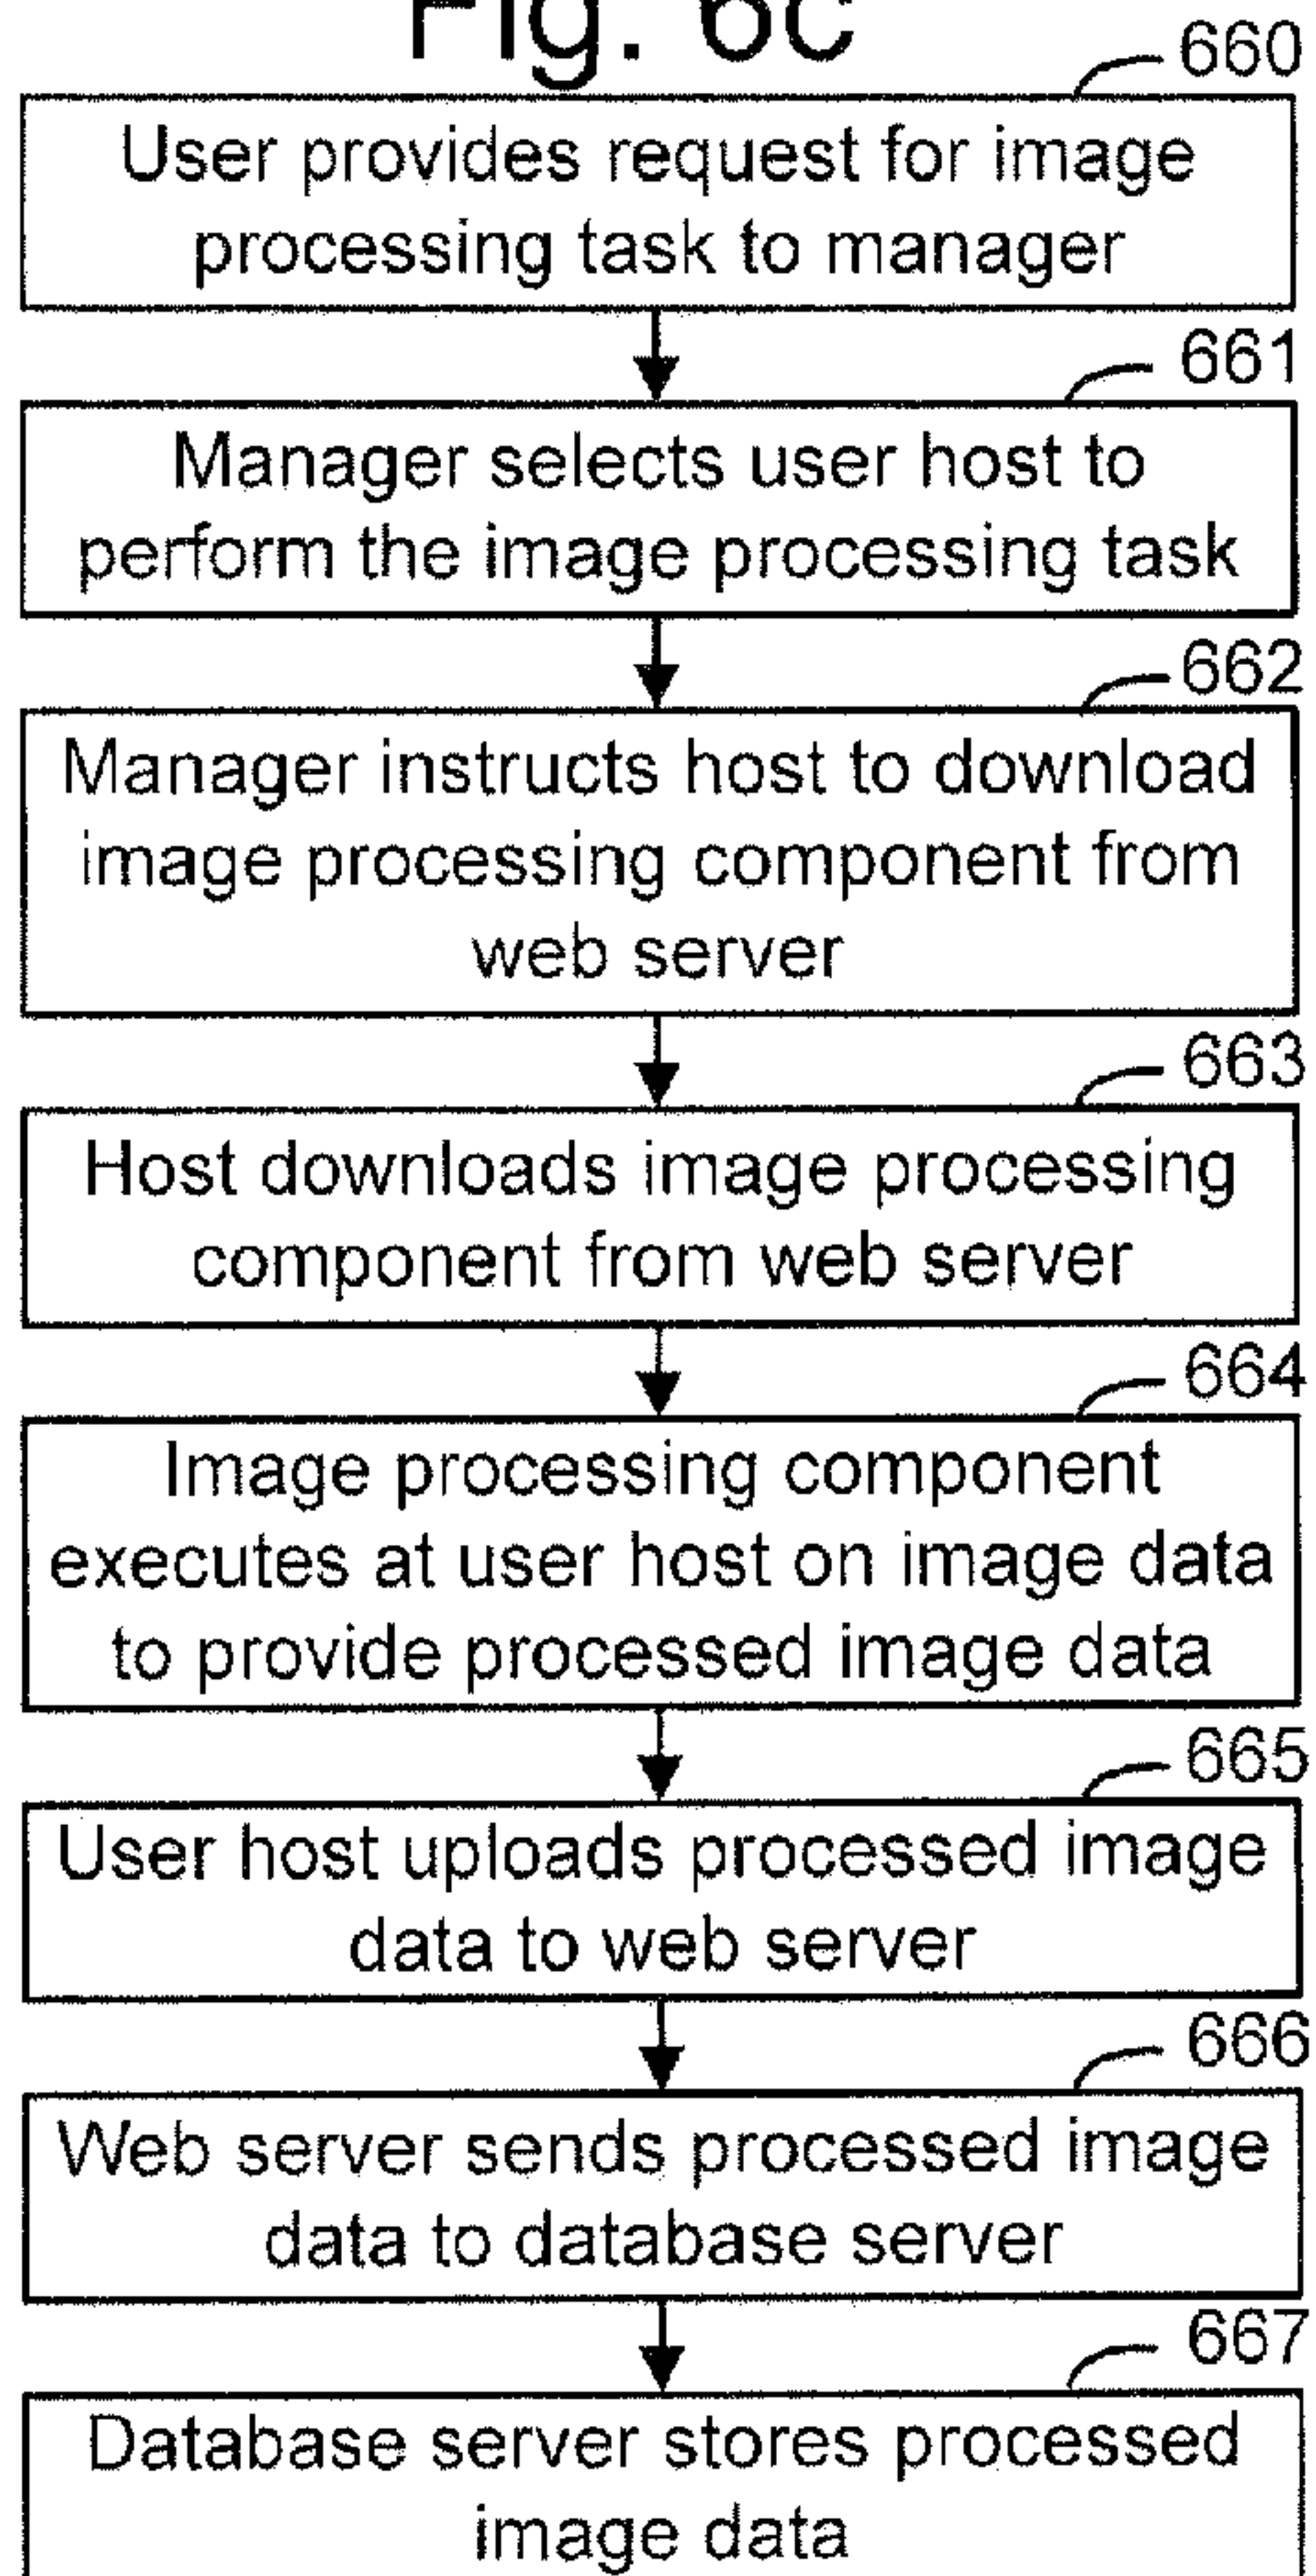 Fig. 6c
660
User provides request for image
processing task to manager
661
Manager selects user host to
perform the image processing task
662
Manager instructs host to download
image processing component from
web server
663
Host downloads image processing
component from web server
664
Image processing component
executes at user host on image data
to provide processed image data
665
User host uploads processed image
data to web server
666
Web server sends processed image
data to database server
667
Database server stores processed
image data